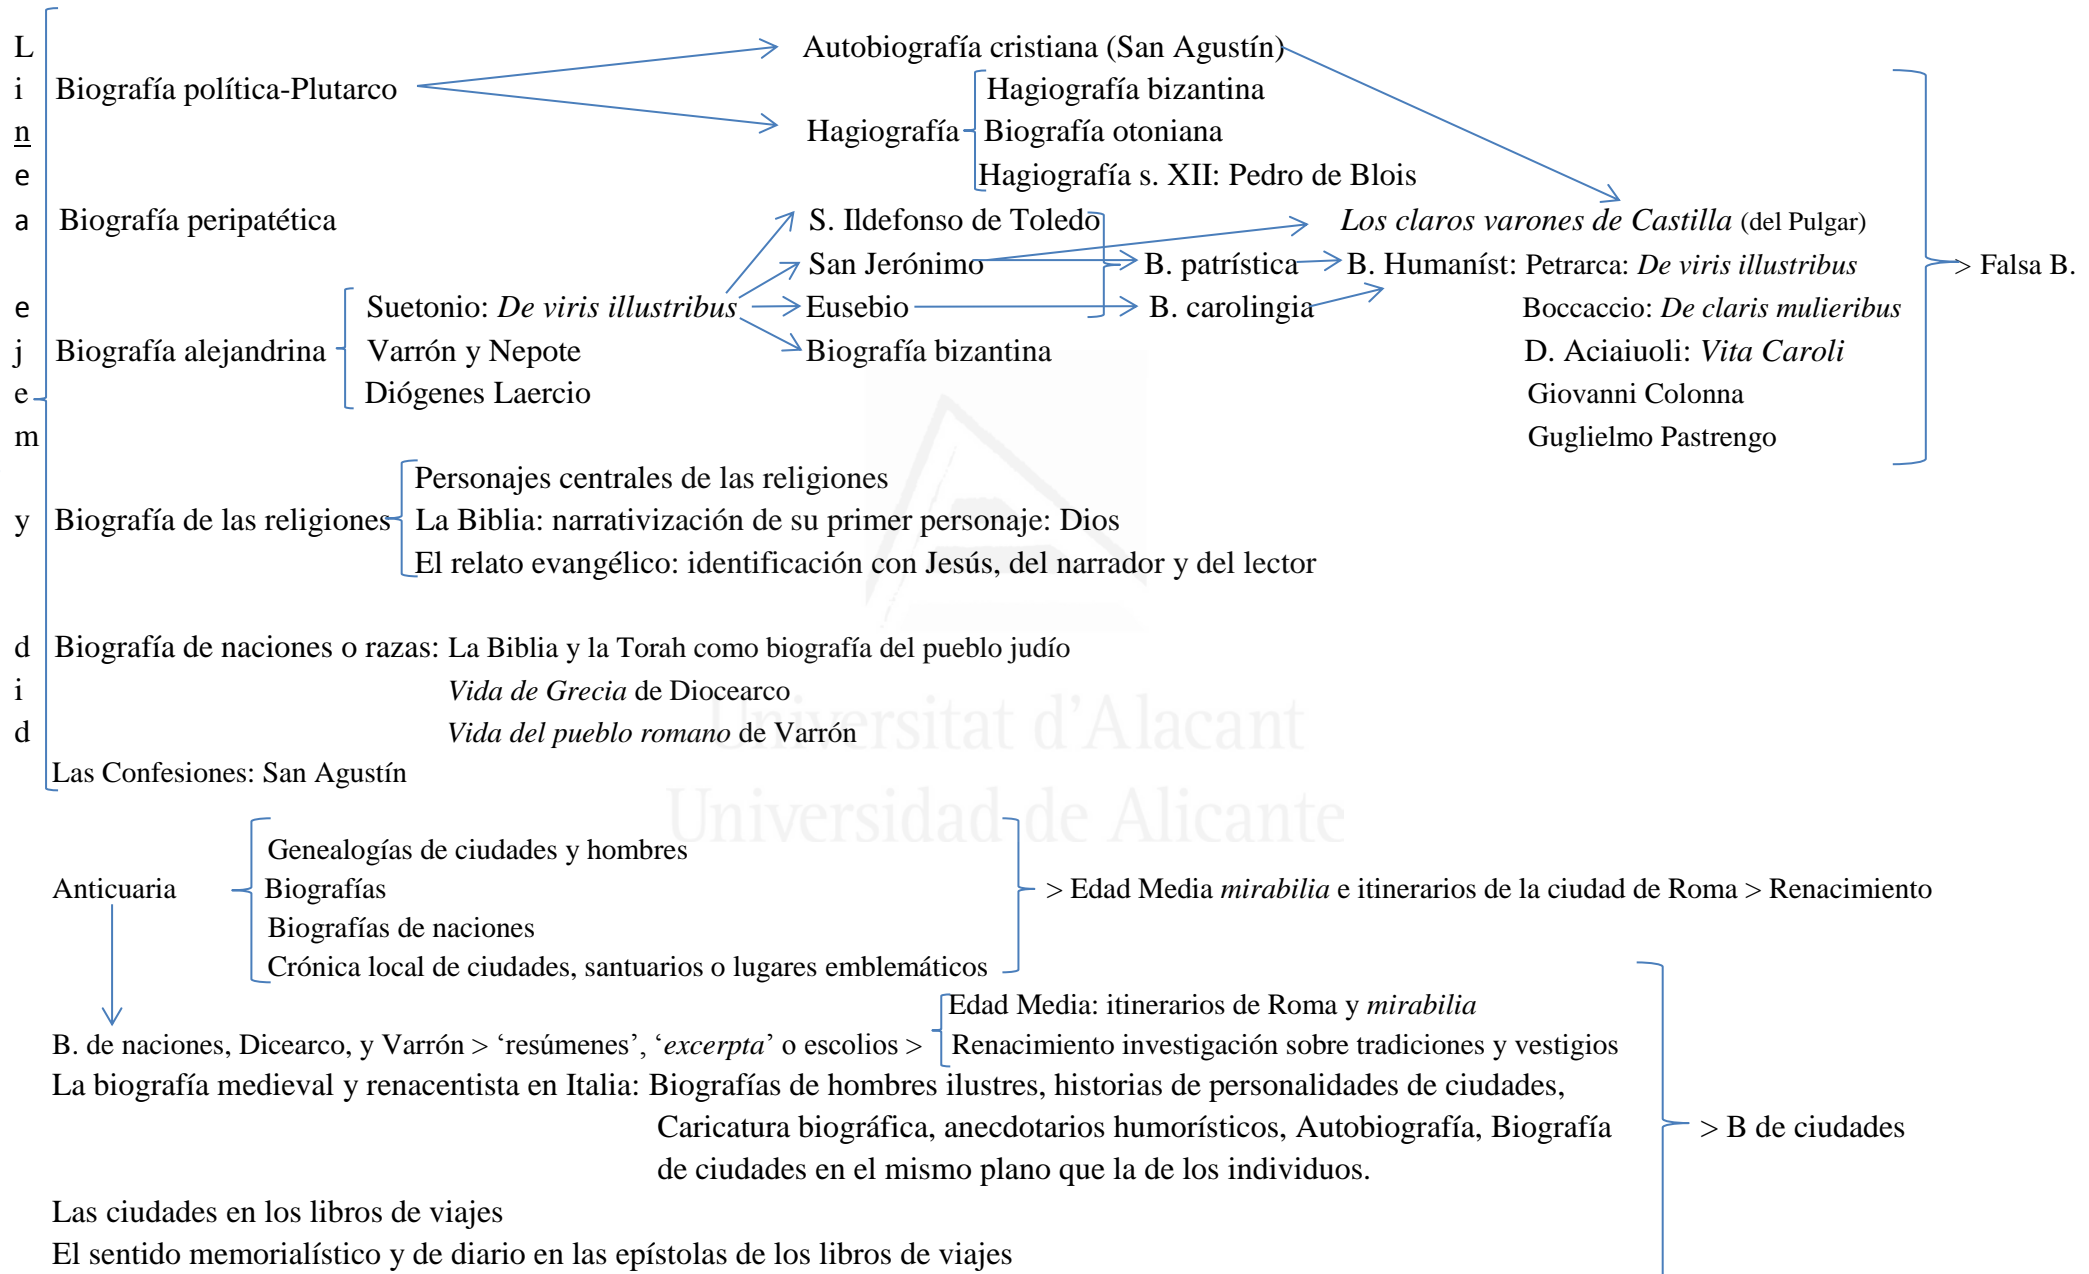 L
Autobiografía cristiana (San Agustín)
i Biografía política-Plutarco Hagiografía bizantina
n Hagiografía Biografía otoniana
e Hagiografía s. XII: Pedro de Blois
a Biografía peripatética S. Ildefonso de Toledo Los claros varones de Castilla (del Pulgar)
San Jerónimo B. patrística B. Humaníst: Petrarca: De viris illustribus > Falsa B.
e Suetonio: De viris illustribus Eusebio B. carolingia Boccaccio: De claris mulieribus
j Biografía alejandrina Varrón y Nepote Biografía bizantina D. Aciaiuoli: Vita Caroli
e Diógenes Laercio Giovanni Colonna
m Guglielmo Pastrengo
Personajes centrales de las religiones
y Biografía de las religiones La Biblia: narrativización de su primer personaje: Dios
El relato evangélico: identificación con Jesús, del narrador y del lector
d Biografía de naciones o razas: La Biblia y la Torah como biografía del pueblo judío
i Vida de Grecia de Diocearco
d Vida del pueblo romano de Varrón
Las Confesiones: San Agustín
Universitat d'Alacant
Universidad de Alicante
Genealogías de ciudades y hombres
Anticuaria Biografías > Edad Media mirabilia e itinerarios de la ciudad de Roma > Renacimiento
Biografías de naciones
Crónica local de ciudades, santuarios o lugares emblemáticos
Edad Media: itinerarios de Roma y mirabilia
B. de naciones, Dicearco, y Varrón > ‘resúmenes’, ‘excerpta’ o escolios > Renacimiento investigación sobre tradiciones y vestigios
La biografía medieval y renacentista en Italia: Biografías de hombres ilustres, historias de personalidades de ciudades,
Caricatura biográfica, anecdotarios humorísticos, Autobiografía, Biografía > B de ciudades
de ciudades en el mismo plano que la de los individuos.
Las ciudades en los libros de viajes
El sentido memorialístico y de diario en las epístolas de los libros de viajes